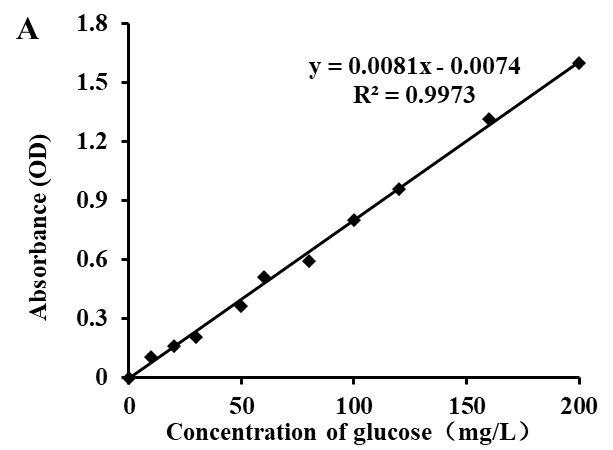 A
1.8
1.5
1.2
0.9
0.6
0.3
0
y = 0.0081x - 0.0074
R² = 0.9973
Absorbance (OD)
0 50 100 150 200
Concentration of glucose（mg/L）